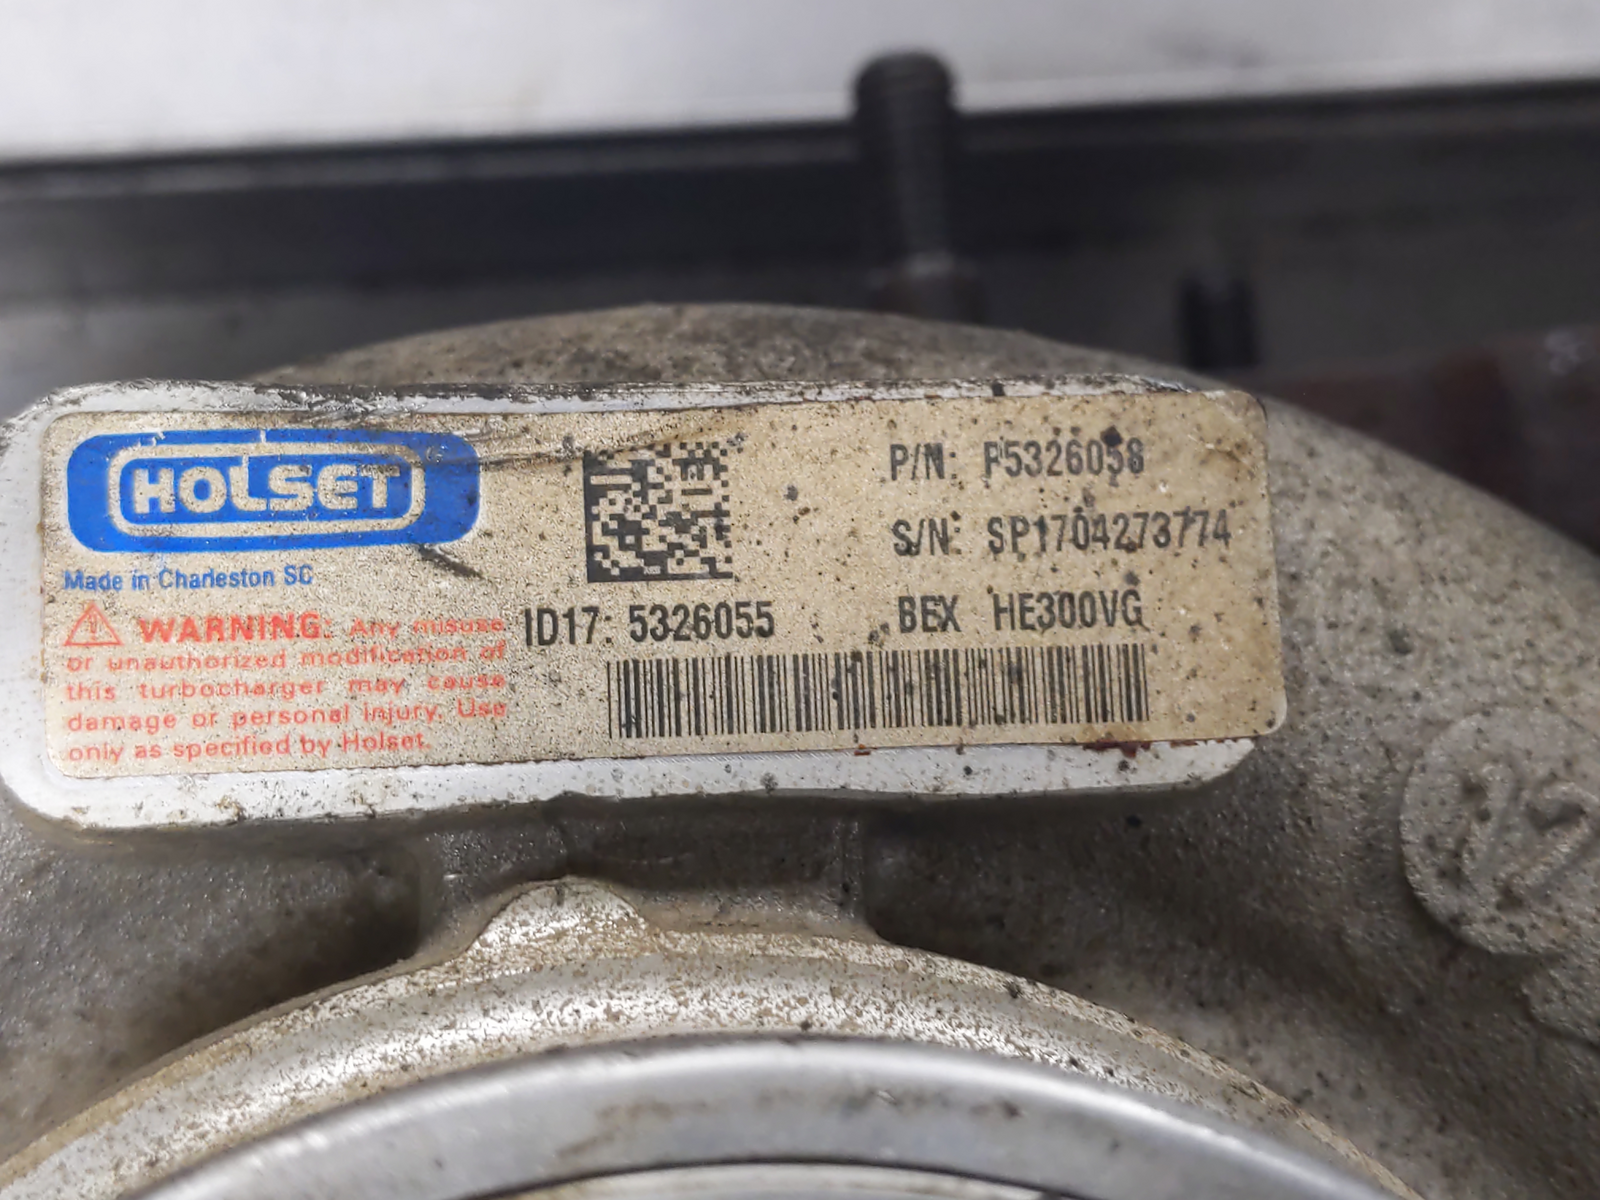 HOLSET
Made in Charleston SC
WARNING: Any misuse
or unauthorized modification of
this turbocharger may cause
damage or personal injury. Use
only as specified by Holset.
P/N: P5326058
S/N: SP1704273774
ID17: 5326055 BEX HE300VG